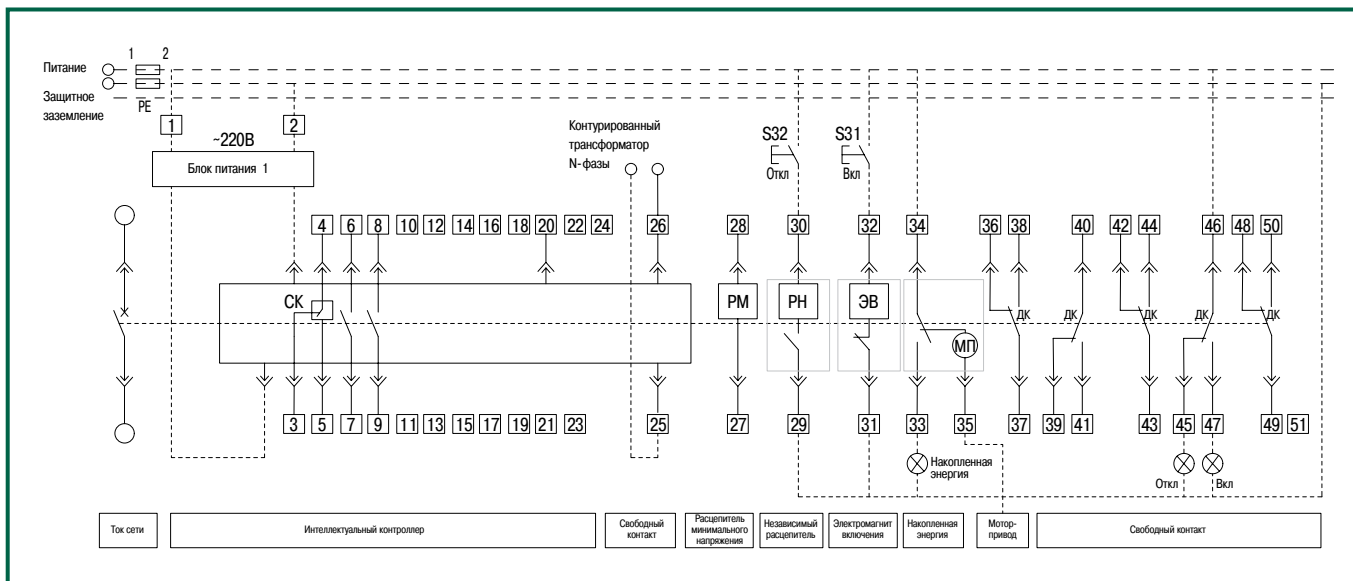 1 2
Питание
Защитное
заземление
PE
1 2
~220В
Блок питания 1
Контурированный
трансформатор
N-фазы
S32
Откл
S31
Вкл
4 6 8 10 12 14 16 18 20 22 24 26 28 30 32 34 36 38 40 42 44 46 48 50
СК РМ РН ЭВ МП ДК ДК ДК ДК ДК
3 5 7 9 11 13 15 17 19 21 23 25 27 29 31 33 35 37 39 41 43 45 47 49 51
Накопленная
энергия
Откл Вкл
Ток сети
Интеллектуальный контроллер
Свободный
контакт
Расцепитель
минимального
напряжения
Независимый
расцепитель
Электромагнит
включения
Накопленная
энергия
Мотор-
привод
Свободный контакт